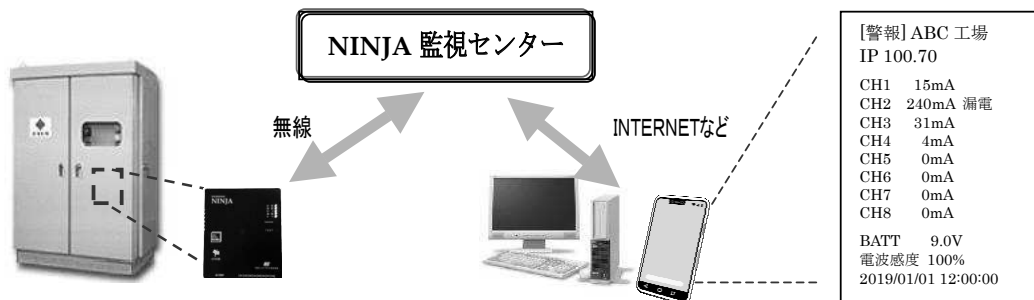 NINJA 監視センター
無線
INTERNETなど
NINJA
[警報] ABC 工場
IP 100.70
CH1 15mA
CH2 240mA 漏電
CH3 31mA
CH4 4mA
CH5 0mA
CH6 0mA
CH7 0mA
CH8 0mA
BATT 9.0V
電波感度 100%
2019/01/01 12:00:00